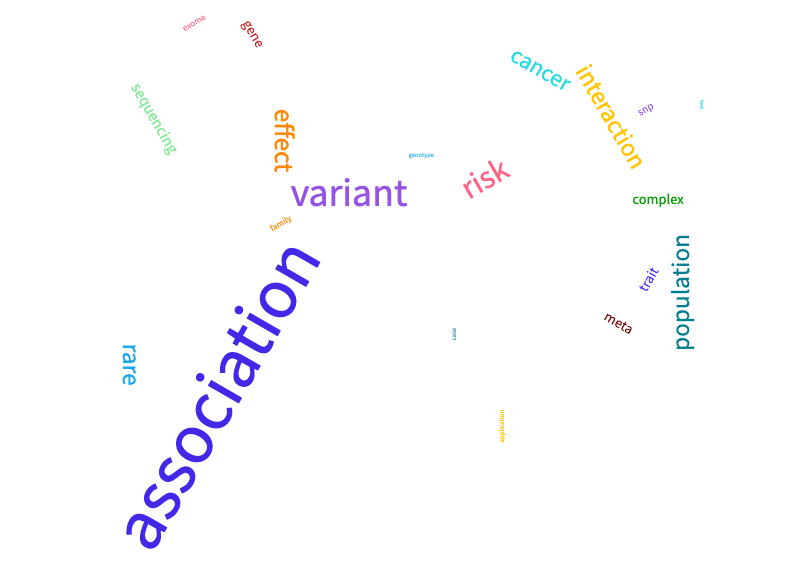 exome
gene
cancer
interaction
sequencing
snp
effect
genotype
variant
risk
complex
family
association
population
trait
meta
case
rare
application